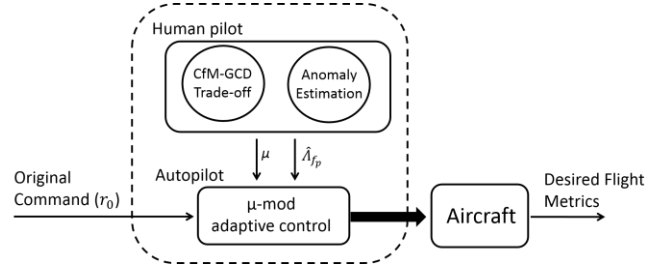 Human pilot
CfM-GCD
Trade-off
Anomaly
Estimation
μ
Λ̂_{f_p}
Original
Command (r₀)
Autopilot
μ-mod
adaptive control
Aircraft
Desired Flight
Metrics